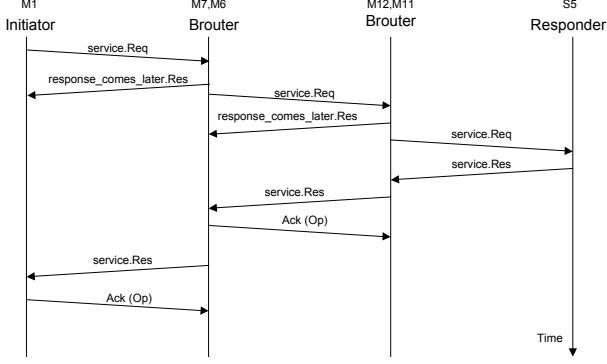 M1
M7,M6
M12,M11
S5
Initiator
Brouter
Brouter
Responder
service.Req
response_comes_later.Res
service.Req
response_comes_later.Res
service.Req
service.Res
service.Res
Ack (Op)
service.Res
Ack (Op)
Time